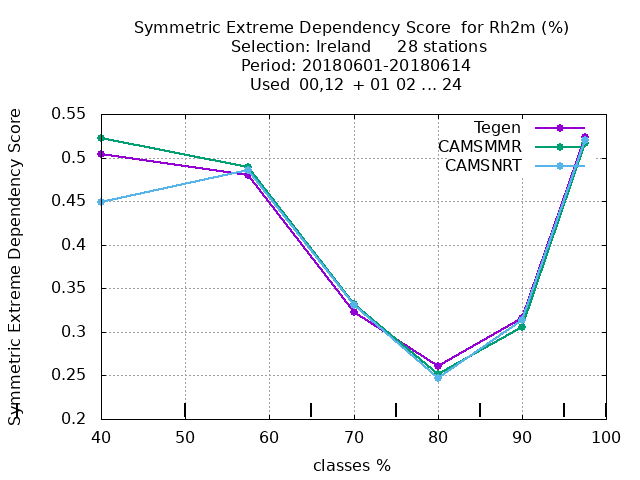 Symmetric Extreme Dependency Score for Rh2m (%)
Selection: Ireland 28 stations
Period: 20180601-20180614
Used 00,12 + 01 02 ... 24
Symmetric Extreme Dependency Score
0.55
0.5
0.45
0.4
0.35
0.3
0.25
0.2
Tegen
CAMSMMR
CAMSNRT
40 50 60 70 80 90 100
classes %